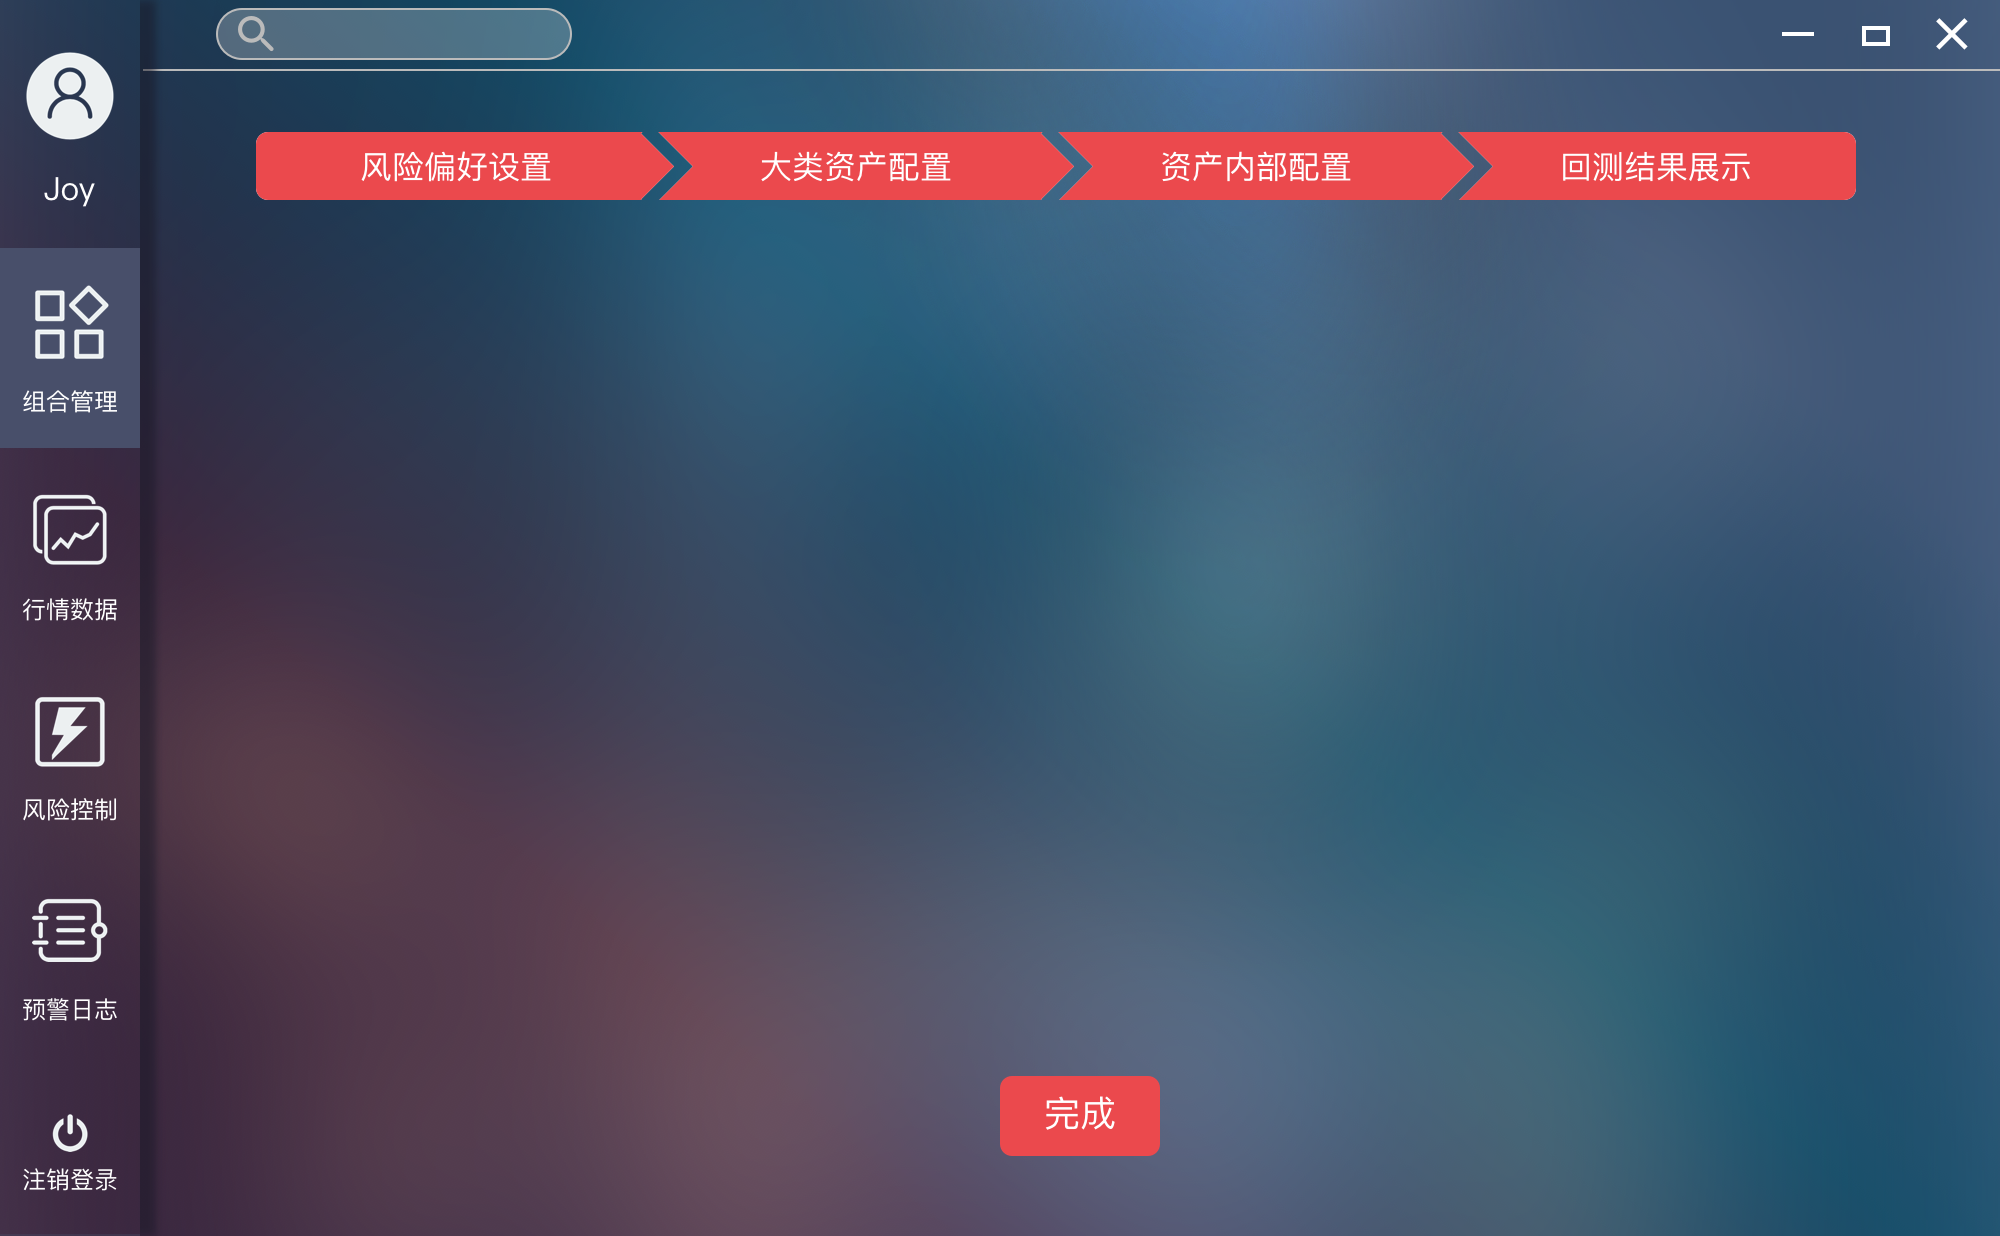 Joy
组合管理
行情数据
风险控制
预警日志
注销登录
风险偏好设置
大类资产配置
资产内部配置
回测结果展示
完成